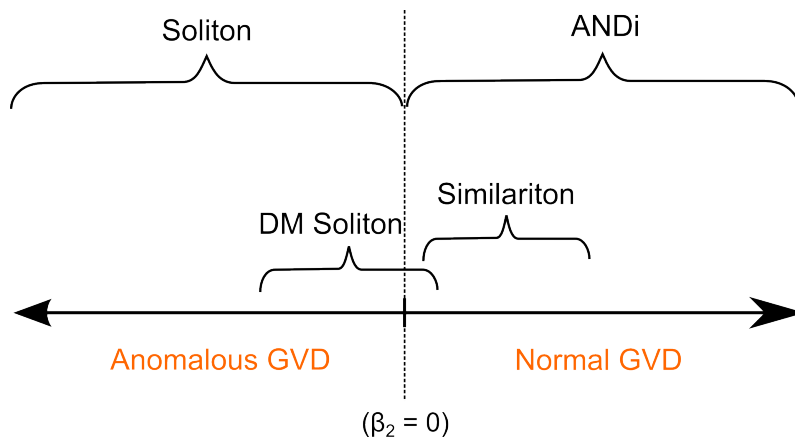 Soliton
ANDi
Similariton
DM Soliton
Anomalous GVD
Normal GVD
(β₂ = 0)